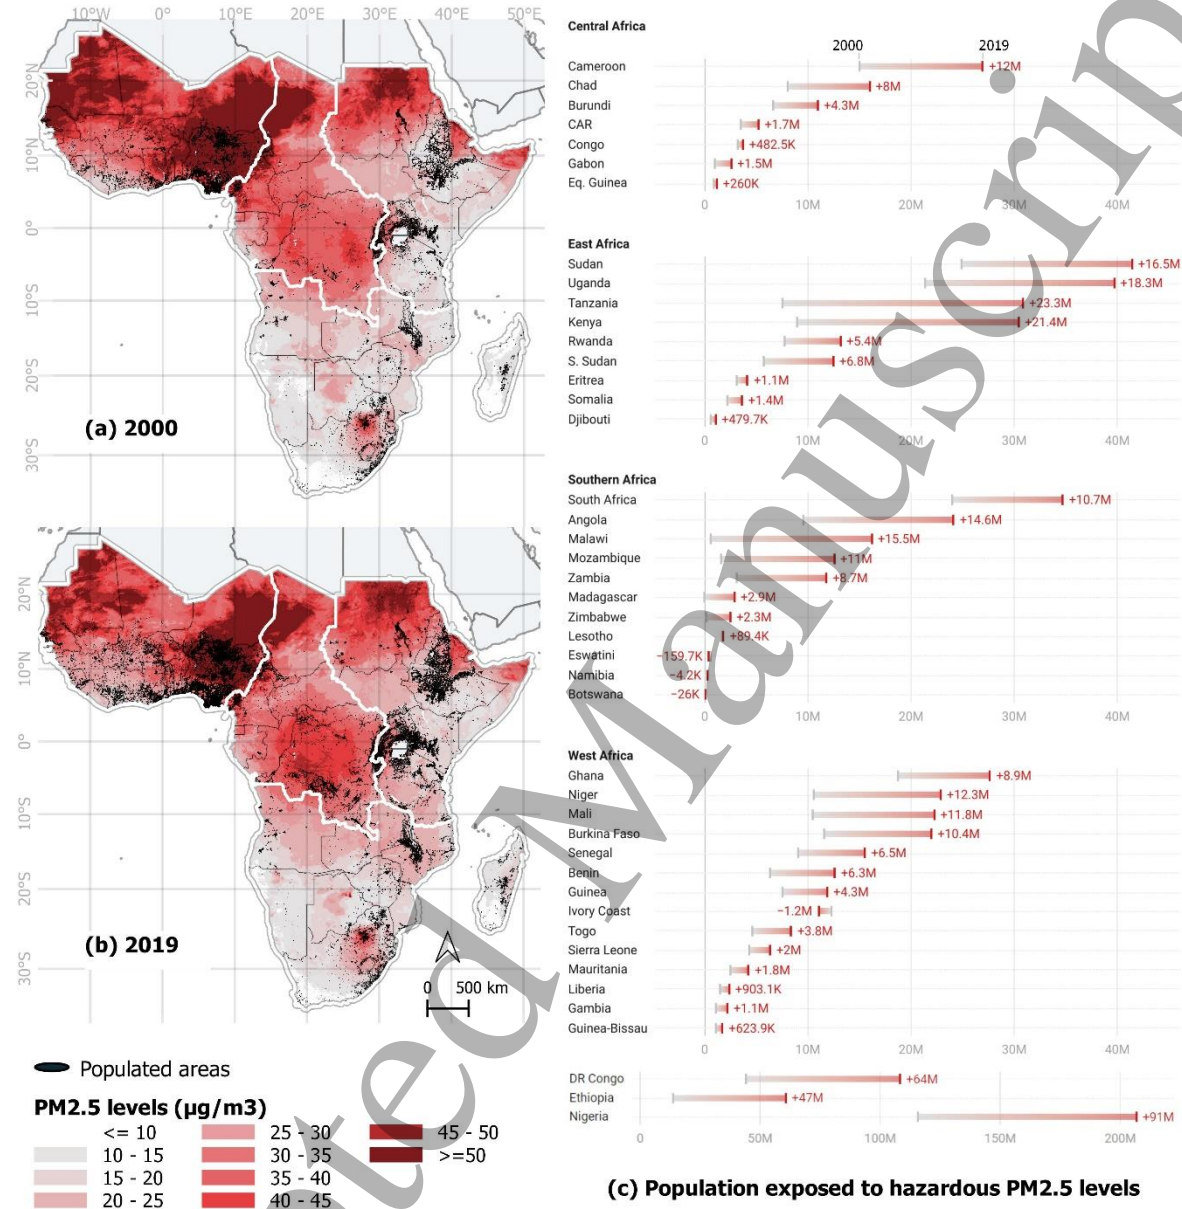 10°W 0° 10°E 20°E 30°E 40°E 50°E
20°N
10°N
0°
10°S
20°S
30°S
(a) 2000
20°N
10°N
0°
10°S
20°S
30°S
(b) 2019
0 500 km
Populated areas
PM2.5 levels (µg/m3)
<= 10
10 - 15
15 - 20
20 - 25
25 - 30
30 - 35
35 - 40
40 - 45
45 - 50
>=50
Central Africa
2000 2019
Cameroon +12M
Chad +8M
Burundi +4.3M
CAR +1.7M
Congo +482.5K
Gabon +1.5M
Eq. Guinea +260K
0 10M 20M 30M 40M
East Africa
Sudan +16.5M
Uganda +18.3M
Tanzania +23.3M
Kenya +21.4M
Rwanda +5.4M
S. Sudan +6.8M
Eritrea +1.1M
Somalia +1.4M
Djibouti +479.7K
0 10M 20M 30M 40M
Southern Africa
South Africa +10.7M
Angola +14.6M
Malawi +15.5M
Mozambique +11M
Zambia +8.7M
Madagascar +2.9M
Zimbabwe +2.3M
Lesotho +89.4K
Eswatini −159.7K
Namibia −4.2K
Botswana −26K
0 10M 20M 30M 40M
West Africa
Ghana +8.9M
Niger +12.3M
Mali +11.8M
Burkina Faso +10.4M
Senegal +6.5M
Benin +6.3M
Guinea +4.3M
Ivory Coast −1.2M
Togo +3.8M
Sierra Leone +2M
Mauritania +1.8M
Liberia +903.1K
Gambia +1.1M
Guinea-Bissau +623.9K
0 10M 20M 30M 40M
DR Congo +64M
Ethiopia +47M
Nigeria +91M
0 50M 100M 150M 200M
(c) Population exposed to hazardous PM2.5 levels
ted Manuscrip